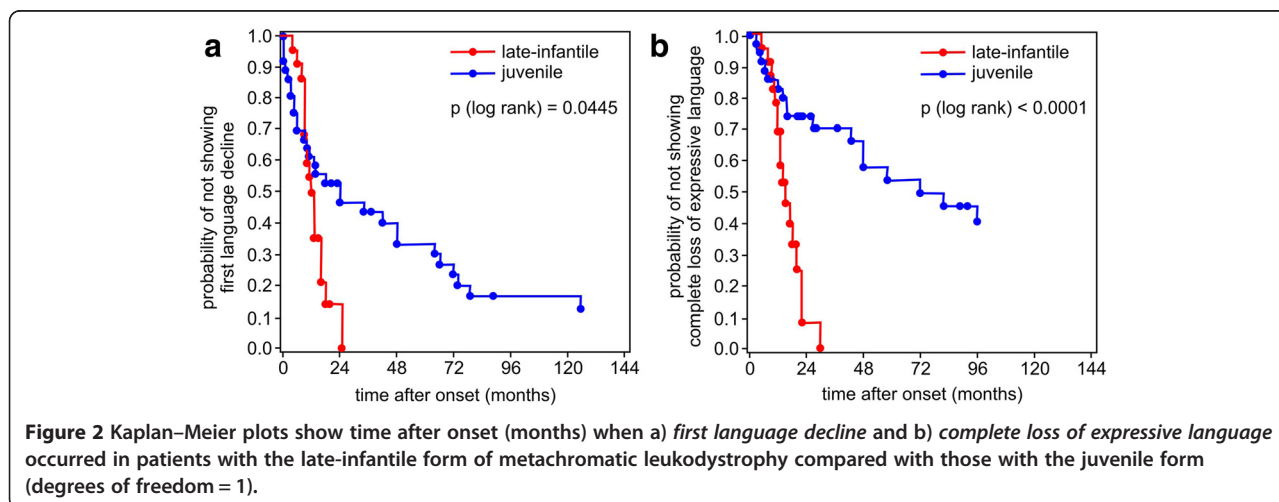 a
probability of not showing
first language decline
1.0
0.9
0.8
0.7
0.6
0.5
0.4
0.3
0.2
0.1
0.0
late-infantile
juvenile
p (log rank) = 0.0445
0 24 48 72 96 120 144
time after onset (months)
b
probability of not showing
complete loss of expressive language
1.0
0.9
0.8
0.7
0.6
0.5
0.4
0.3
0.2
0.1
0.0
late-infantile
juvenile
p (log rank) < 0.0001
0 24 48 72 96 120 144
time after onset (months)
Figure 2 Kaplan–Meier plots show time after onset (months) when a) first language decline and b) complete loss of expressive language
occurred in patients with the late-infantile form of metachromatic leukodystrophy compared with those with the juvenile form
(degrees of freedom = 1).